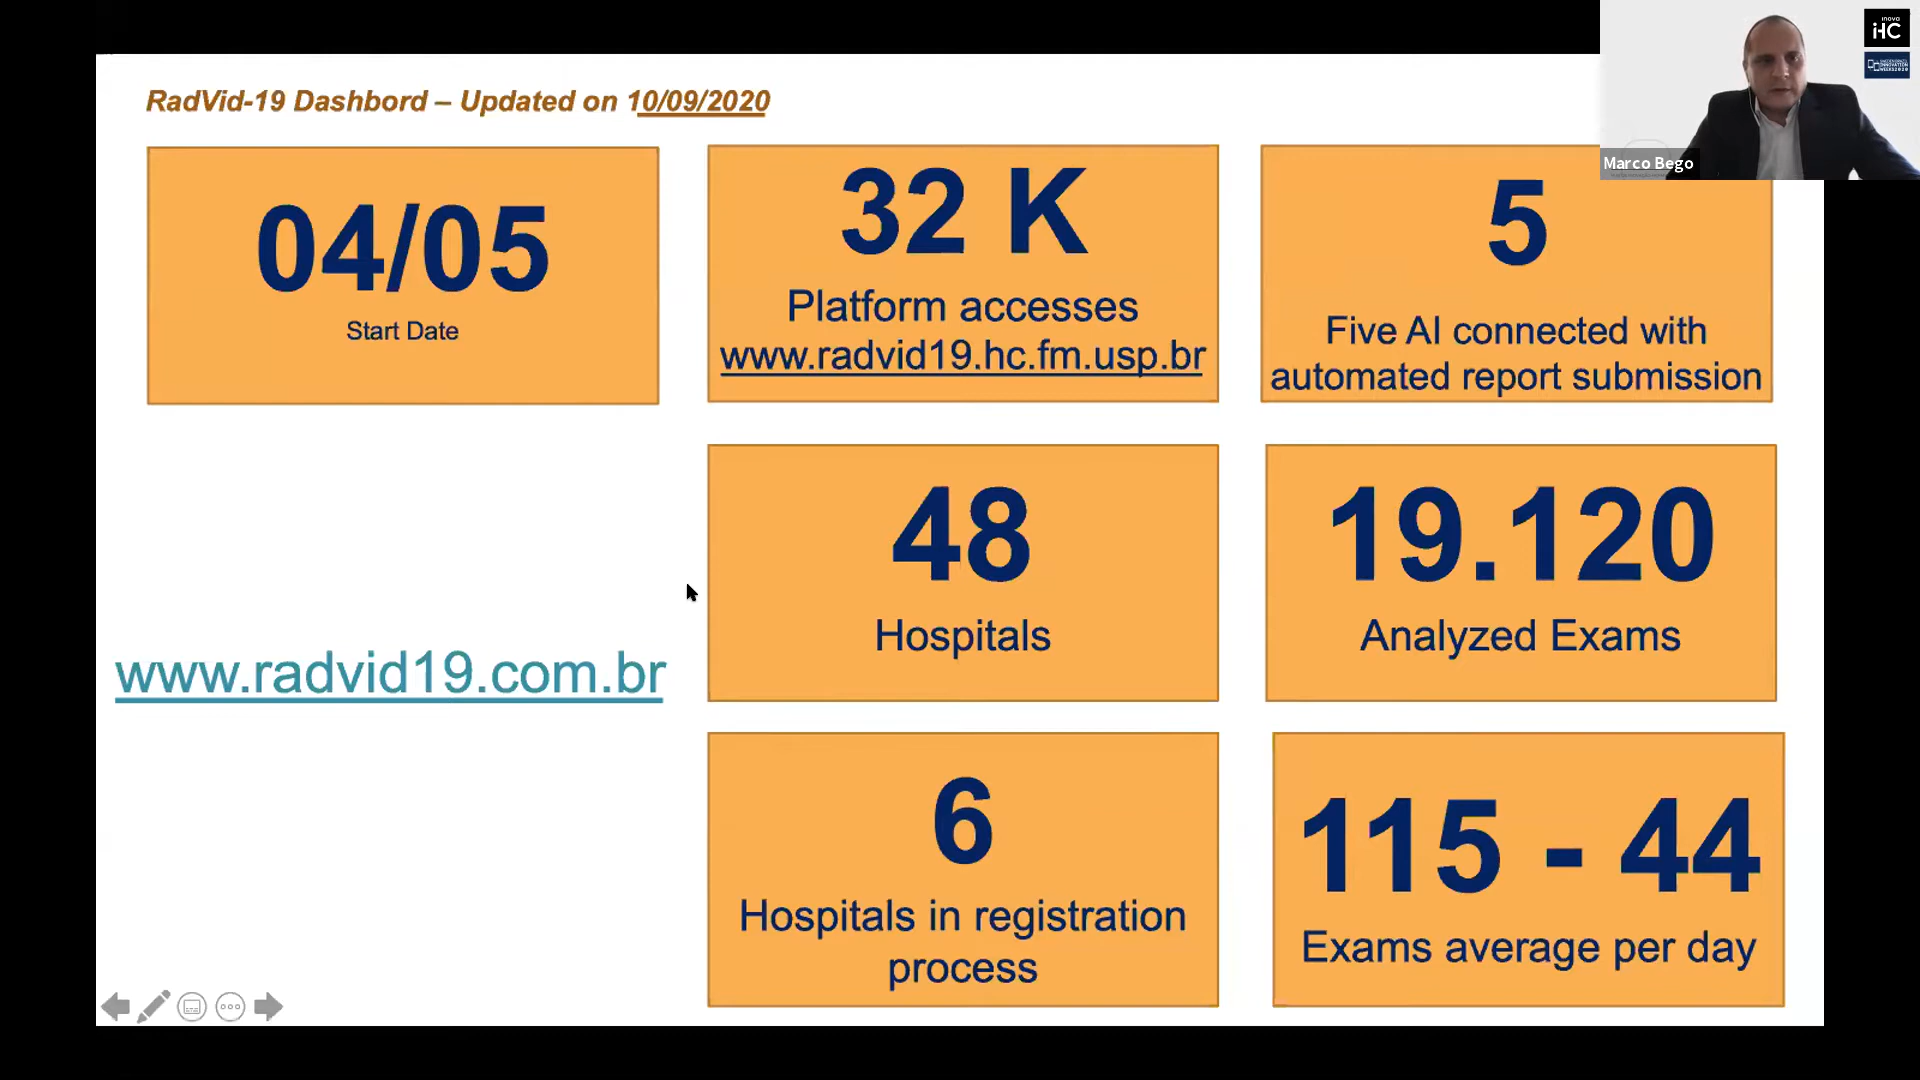 RadVid-19 Dashbord – Updated on 10/09/2020
04/05
Start Date
32 K
Platform accesses
www.radvid19.hc.fm.usp.br
5
Five AI connected with
automated report submission
www.radvid19.com.br
48
Hospitals
19.120
Analyzed Exams
6
Hospitals in registration
process
115 - 44
Exams average per day
Marco Bego
inova
HC